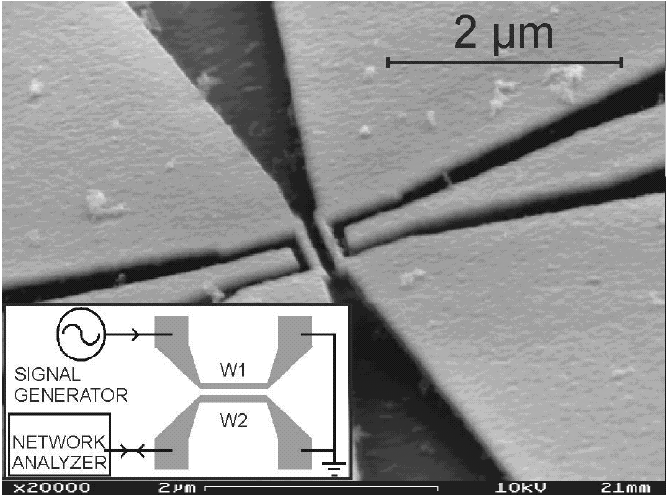 2 µm
SIGNAL
GENERATOR
W1
W2
NETWORK
ANALYZER
x20000 2µm 10kV 21mm